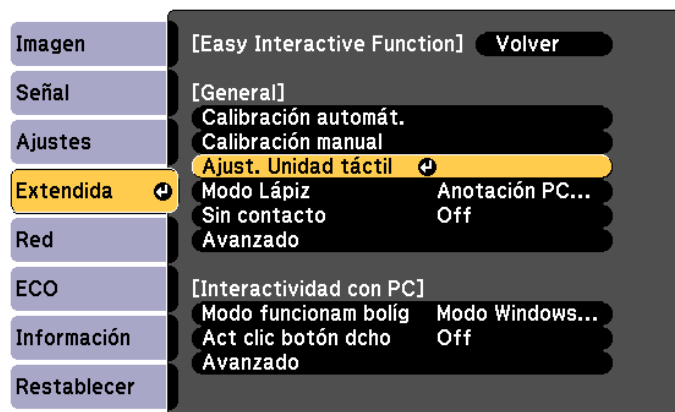 Imagen
Señal
Ajustes
Extendida
Red
ECO
Información
Restablecer
[Easy Interactive Function] Volver
[General]
Calibración automát.
Calibración manual
Ajust. Unidad táctil
Modo Lápiz Anotación PC...
Sin contacto Off
Avanzado
[Interactividad con PC]
Modo funcionam bolíg Modo Windows...
Act clic botón dcho Off
Avanzado